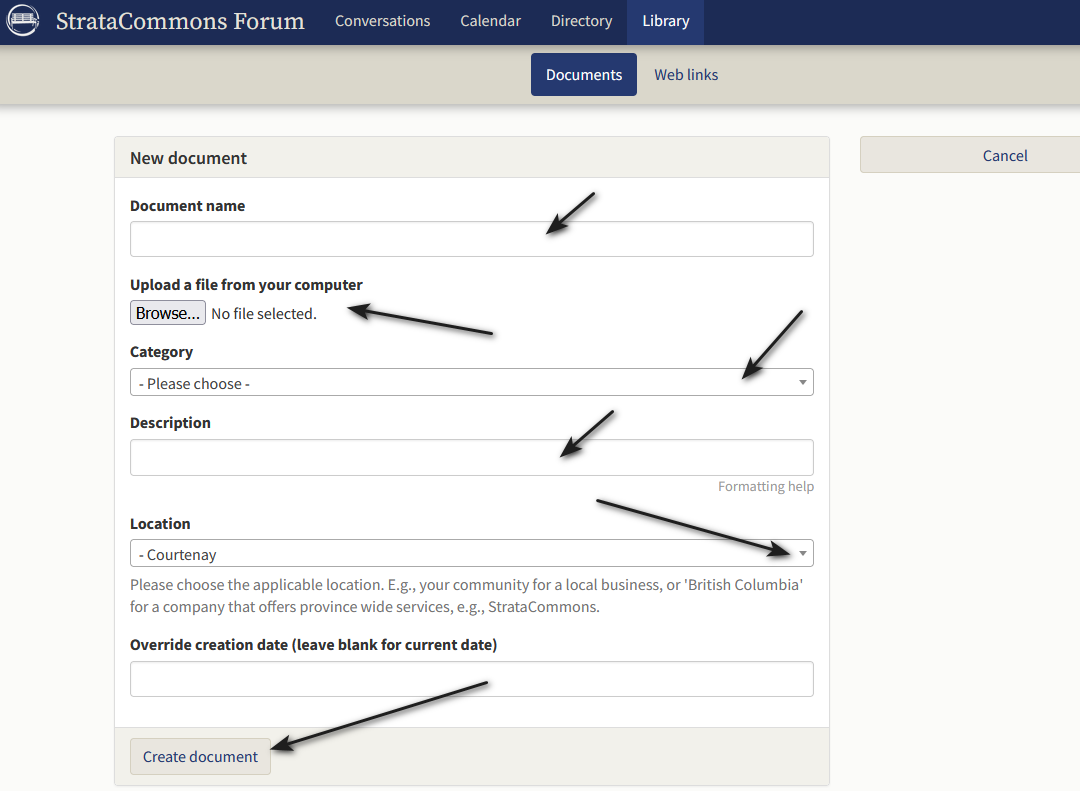 StrataCommons Forum Conversations Calendar Directory Library
Documents Web links
New document
Cancel
Document name
Upload a file from your computer
Browse... No file selected.
Category
- Please choose -
Description
Formatting help
Location
- Courtenay
Please choose the applicable location. E.g., your community for a local business, or 'British Columbia'
for a company that offers province wide services, e.g., StrataCommons.
Override creation date (leave blank for current date)
Create document